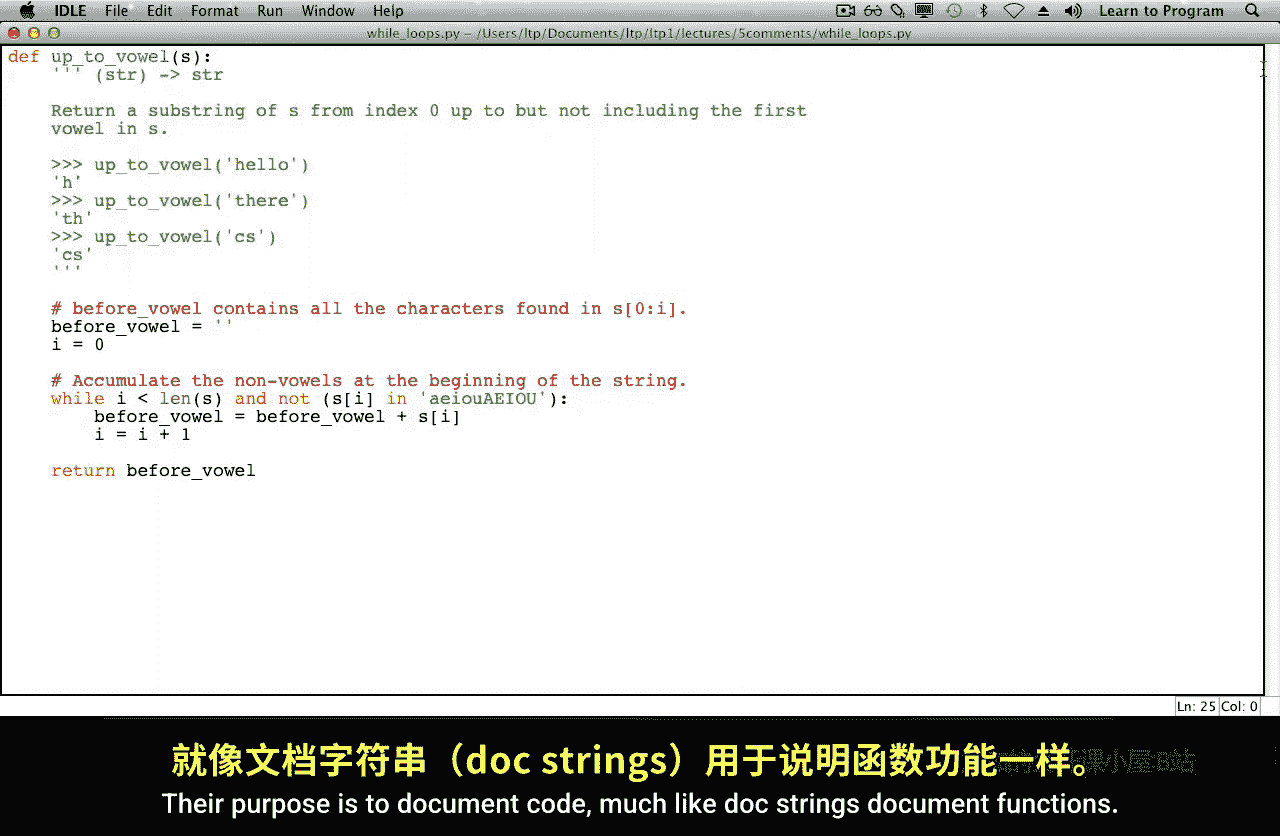 IDLE File Edit Format Run Window Help Learn to Program
while_loops.py – /Users/ltp/Documents/ltp/ltp1/lectures/5comments/while_loops.py
def up_to_vowel(s):
''' (str) -> str
Return a substring of s from index 0 up to but not including the first
vowel in s.
>>> up_to_vowel('hello')
'h'
>>> up_to_vowel('there')
'th'
>>> up_to_vowel('cs')
'cs'
'''
# before_vowel contains all the characters found in s[0:i].
before_vowel = ''
i = 0
# Accumulate the non-vowels at the beginning of the string.
while i < len(s) and not (s[i] in 'aeiouAEIOU'):
before_vowel = before_vowel + s[i]
i = i + 1
return before_vowel
Ln: 25 Col: 0
就像文档字符串（doc strings）用于说明函数功能一样。
课小屋:B站
Their purpose is to document code, much like doc strings document functions.